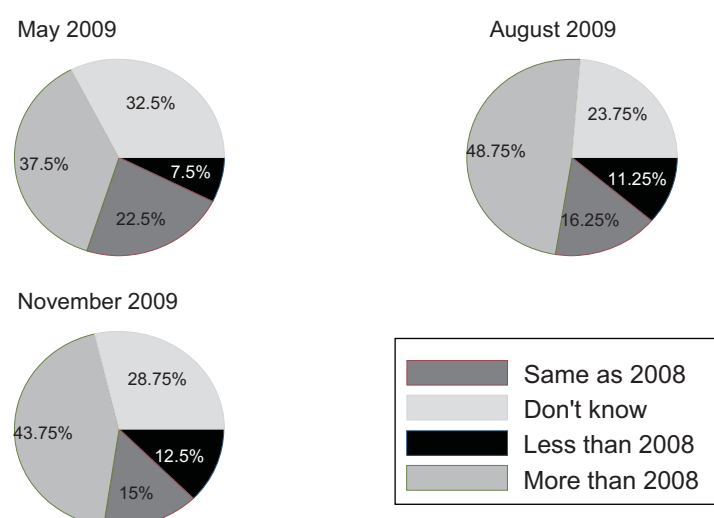 May 2009
32.5%
37.5%
7.5%
22.5%
August 2009
23.75%
48.75%
11.25%
16.25%
November 2009
28.75%
43.75%
12.5%
15%
Same as 2008
Don't know
Less than 2008
More than 2008